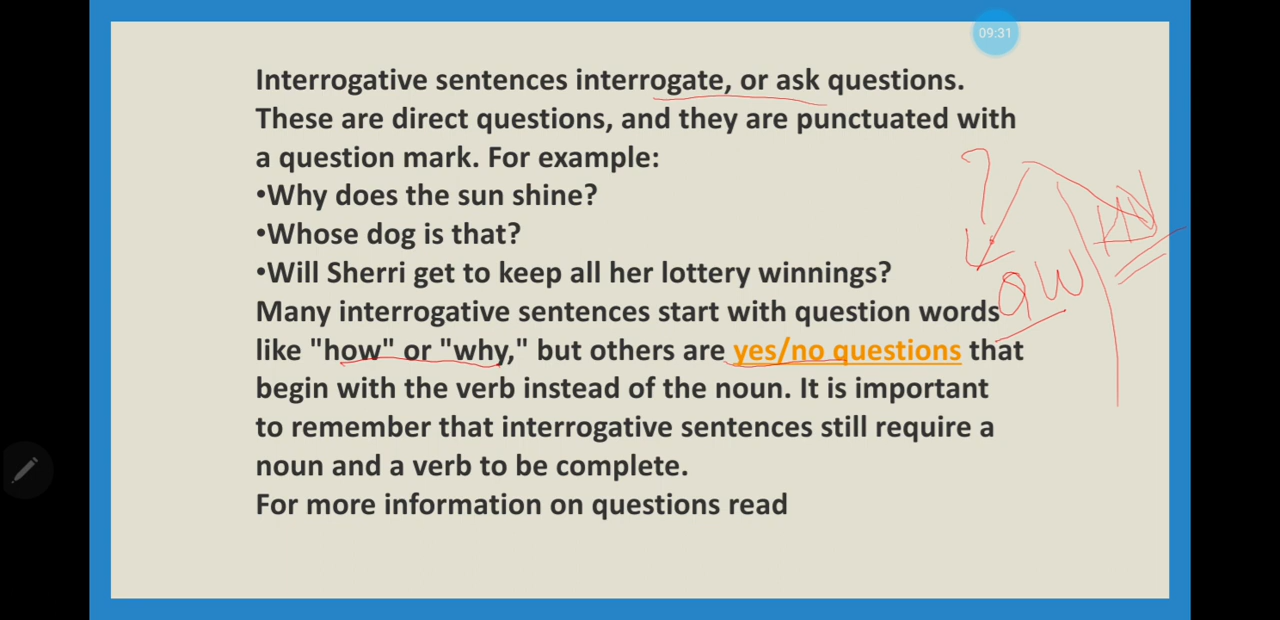 09:31
Interrogative sentences interrogate, or ask questions.
These are direct questions, and they are punctuated with
a question mark. For example:
•Why does the sun shine?
•Whose dog is that?
•Will Sherri get to keep all her lottery winnings?
?
QW
HV
Many interrogative sentences start with question words
like "how" or "why," but others are yes/no questions that
begin with the verb instead of the noun. It is important
to remember that interrogative sentences still require a
noun and a verb to be complete.
For more information on questions read